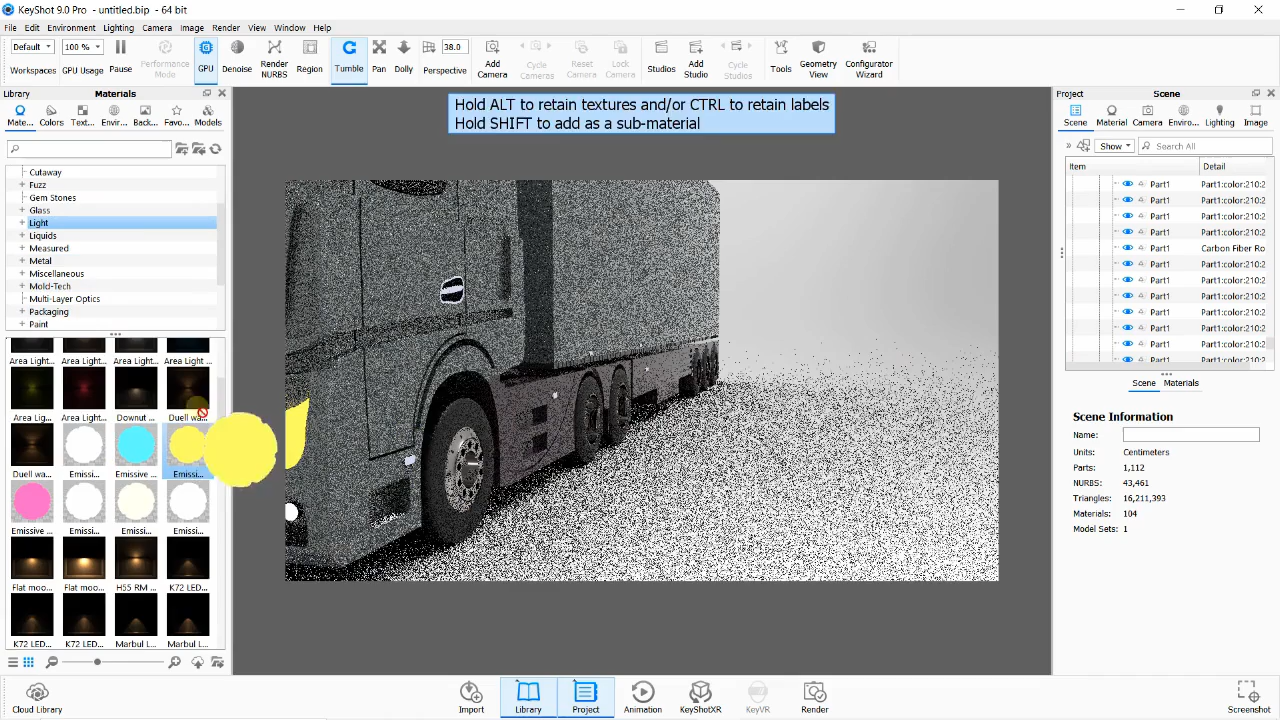 KeyShot 9.0 Pro - untitled.bip - 64 bit
File Edit Environment Lighting Camera Image Render View Window Help
Default 100 % 38.0
Workspaces GPU Usage Pause Performance Mode GPU Denoise Render NURBS Region Tumble Pan Dolly Perspective Add Camera Cycle Cameras Reset Camera Lock Camera Studios Add Studio Cycle Studios Tools Geometry View Configurator Wizard
Library Materials
Mate... Colors Text... Envir... Back... Favo... Models
Cutaway
Fuzz
Gem Stones
Glass
Light
Liquids
Measured
Metal
Miscellaneous
Mold-Tech
Multi-Layer Optics
Packaging
Paint
Area Light... Area Light... Area Light... Area Light ...
Area Lig... Area Light... Downut ... Duell wa...
Duell wa... Emissi... Emissive ... Emissi...
Emissive ... Emissi... Emissi... Emissi...
Flat moo... Flat moo... H55 RM ... K72 LED...
K72 LED... K72 LED... Marbul L... Marbul L...
Cloud Library
Hold ALT to retain textures and/or CTRL to retain labels
Hold SHIFT to add as a sub-material
Import Library Project Animation KeyShotXR KeyVR Render Screenshot
Project Scene
Scene Material Camera Enviro... Lighting Image
» Show Search All
Item Detail
Part1 Part1:color:210:2
Part1 Part1:color:210:2
Part1 Part1:color:210:2
Part1 Part1:color:210:2
Part1 Carbon Fiber Ro
Part1 Part1:color:210:2
Part1 Part1:color:210:2
Part1 Part1:color:210:2
Part1 Part1:color:210:2
Part1 Part1:color:210:2
Part1 Part1:color:210:2
Part1 Part1:color:210:2
Scene Materials
Scene Information
Name:
Units: Centimeters
Parts: 1,112
NURBS: 43,461
Triangles: 16,211,393
Materials: 104
Model Sets: 1